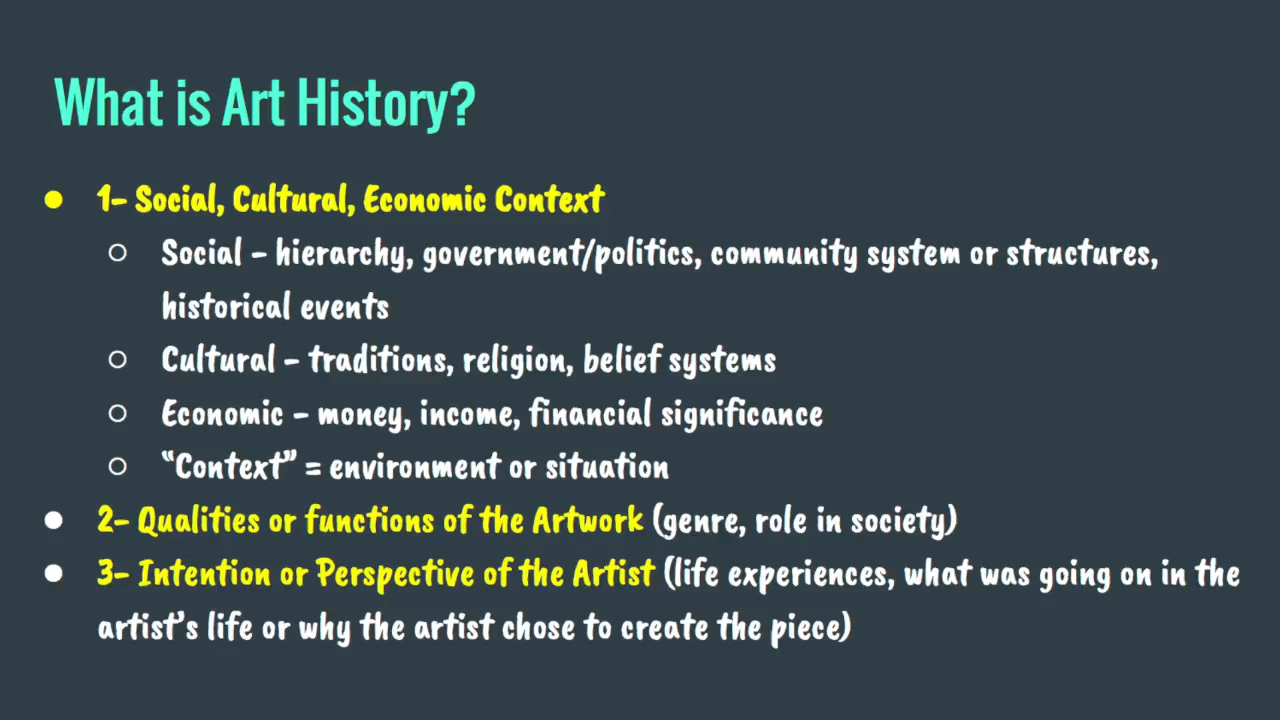 What is Art History?
● 1- Social, Cultural, Economic Context
○ Social - hierarchy, government/politics, community system or structures,
historical events
○ Cultural - traditions, religion, belief systems
○ Economic - money, income, financial significance
○ “Context” = environment or situation
● 2- Qualities or functions of the Artwork (genre, role in society)
● 3- Intention or Perspective of the Artist (life experiences, what was going on in the
artist’s life or why the artist chose to create the piece)